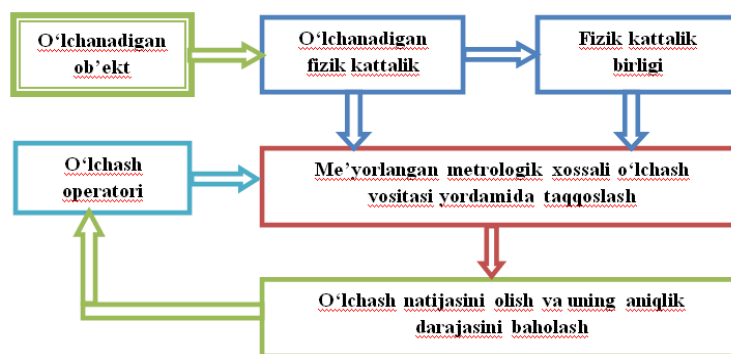 O‘lchanadigan
ob’ekt
O‘lchanadigan
fizik kattalik
Fizik kattalik
birligi
O‘lchash
operatori
Me’yorlangan metrologik xossali o‘lchash
vositasi yordamida taqqoslash
O‘lchash natijasini olish va uning aniqlik
darajasini baholash